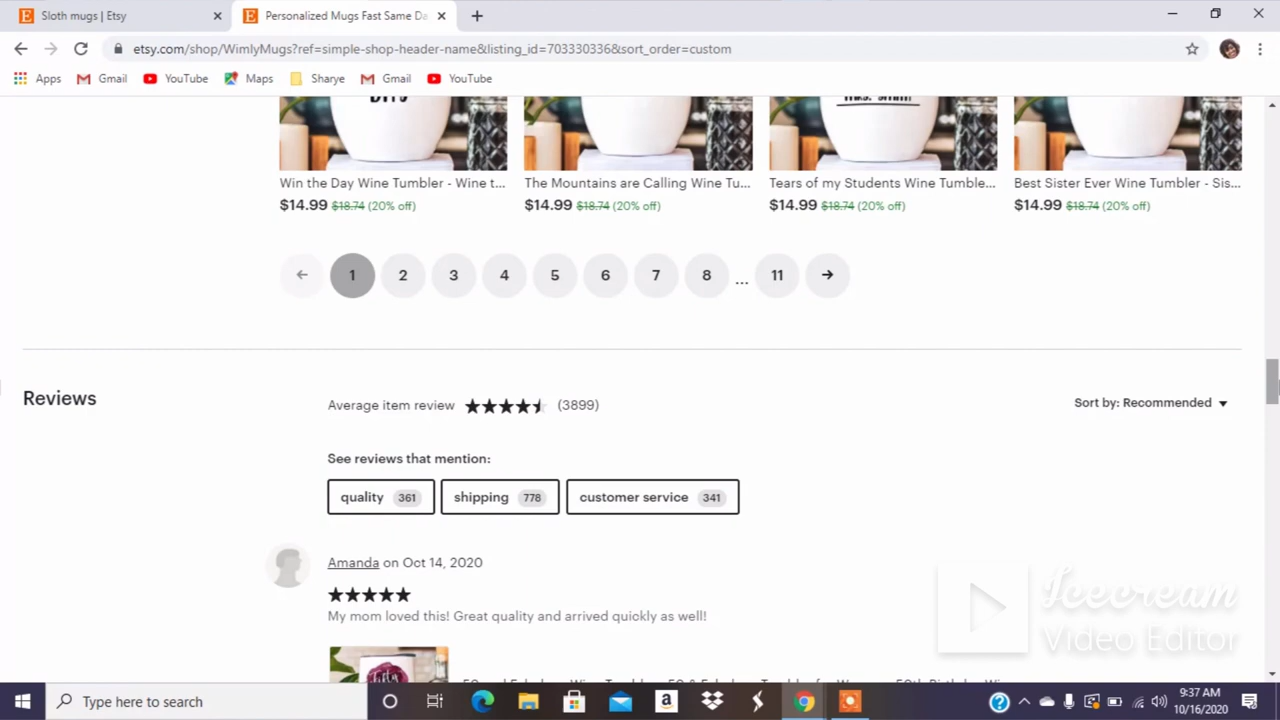 Sloth mugs | Etsy
Personalized Mugs Fast Same Da
etsy.com/shop/WimlyMugs?ref=simple-shop-header-name&listing_id=703330336&sort_order=custom
Apps Gmail YouTube Maps Sharye Gmail YouTube
Win the Day Wine Tumbler - Wine t... The Mountains are Calling Wine Tu... Tears of my Students Wine Tumble... Best Sister Ever Wine Tumbler - Sis...
$14.99 $18.74 (20% off) $14.99 $18.74 (20% off) $14.99 $18.74 (20% off) $14.99 $18.74 (20% off)
← 1 2 3 4 5 6 7 8 ... 11 →
Reviews
Average item review (3899)
Sort by: Recommended
See reviews that mention:
quality 361 shipping 778 customer service 341
Amanda on Oct 14, 2020
My mom loved this! Great quality and arrived quickly as well!
Icecream
Video Editor
Type here to search
9:37 AM
10/16/2020